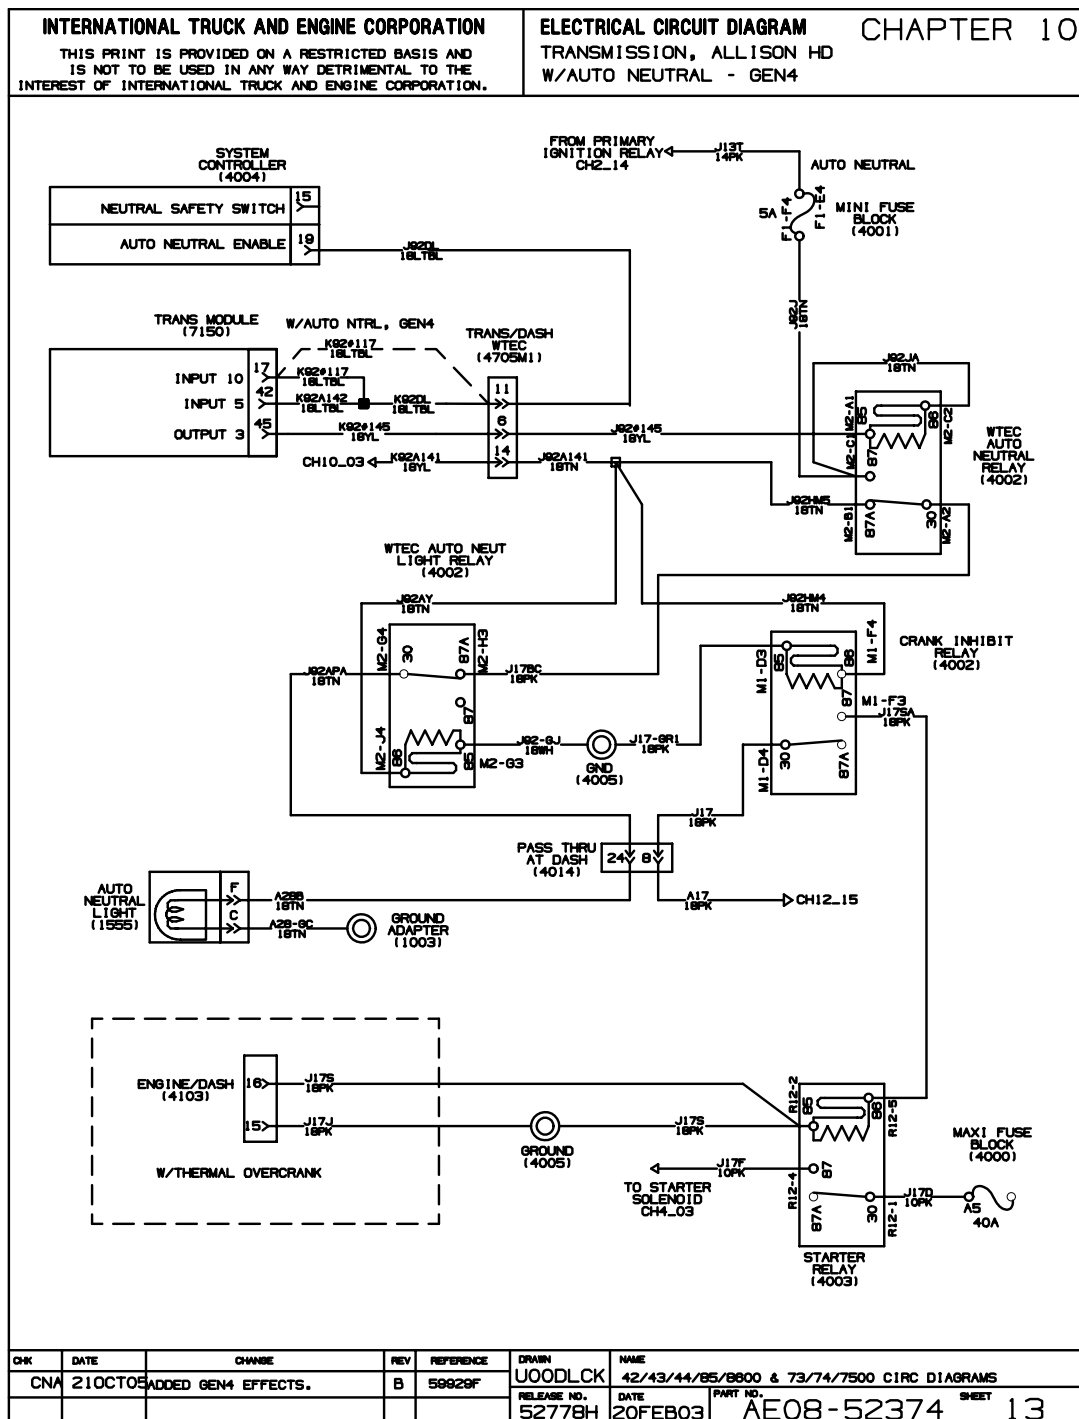 INTERNATIONAL TRUCK AND ENGINE CORPORATION
THIS PRINT IS PROVIDED ON A RESTRICTED BASIS AND
IS NOT TO BE USED IN ANY WAY DETRIMENTAL TO THE
INTEREST OF INTERNATIONAL TRUCK AND ENGINE CORPORATION.
ELECTRICAL CIRCUIT DIAGRAM
TRANSMISSION, ALLISON HD
W/AUTO NEUTRAL - GEN4
CHAPTER 10
SYSTEM
CONTROLLER
(4004)
NEUTRAL SAFETY SWITCH
15
AUTO NEUTRAL ENABLE
19
J92DL
18LTBL
FROM PRIMARY
IGNITION RELAY
CH2_14
J13T
14PK
AUTO NEUTRAL
5A
F1-F4
F1-E4
MINI FUSE
BLOCK
(4001)
J92J
18TN
TRANS MODULE
(7150)
W/AUTO NTRL, GEN4
K92#117
18LTBL
TRANS/DASH
WTEC
(4705M1)
INPUT 10
17
K92#117
18LTBL
INPUT 5
42
K92A142
18LTBL
K92DL
18LTBL
11
OUTPUT 3
45
K92#145
18YL
6
J92#145
18YL
CH10_03
K92A141
18YL
14
J92A141
18TN
J92JA
18TN
M2-C1
M2-A1
85
86
M2-C2
87
WTEC
AUTO
NEUTRAL
RELAY
(4002)
J92HM5
18TN
M2-B1
87A
30
M2-A2
WTEC AUTO NEUT
LIGHT RELAY
(4002)
J92AY
18TN
J92HM4
18TN
M2-G4
30
87A
M2-H3
J92APA
18TN
J17BC
18PK
87
M2-J4
86
85
M2-G3
J92-GJ
18WH
GND
(4005)
J17-GR1
18PK
M1-D3
85
86
M1-F4
CRANK INHIBIT
RELAY
(4002)
87
M1-F3
J17SA
18PK
M1-D4
30
87A
J17
18PK
PASS THRU
AT DASH
(4014)
24
8
A17
18PK
CH12_15
AUTO
NEUTRAL
LIGHT
(1555)
F
C
A28B
18TN
A28-GC
18TN
GROUND
ADAPTER
(1003)
ENGINE/DASH
(4103)
16
J17S
18PK
15
J17J
18PK
W/THERMAL OVERCRANK
GROUND
(4005)
J17S
18PK
R12-2
85
86
R12-5
J17F
10PK
TO STARTER
SOLENOID
CH4_03
R12-4
87
87A
30
R12-1
J17D
10PK
MAXI FUSE
BLOCK
(4000)
A5
40A
STARTER
RELAY
(4003)
CHK DATE CHANGE REV REFERENCE
CNA 21OCT05 ADDED GEN4 EFFECTS. B 59929F
DRAWN
UOODLCK
NAME
42/43/44/85/8600 & 73/74/7500 CIRC DIAGRAMS
RELEASE NO.
52778H
DATE
20FEB03
PART NO.
AE08-52374
SHEET
13